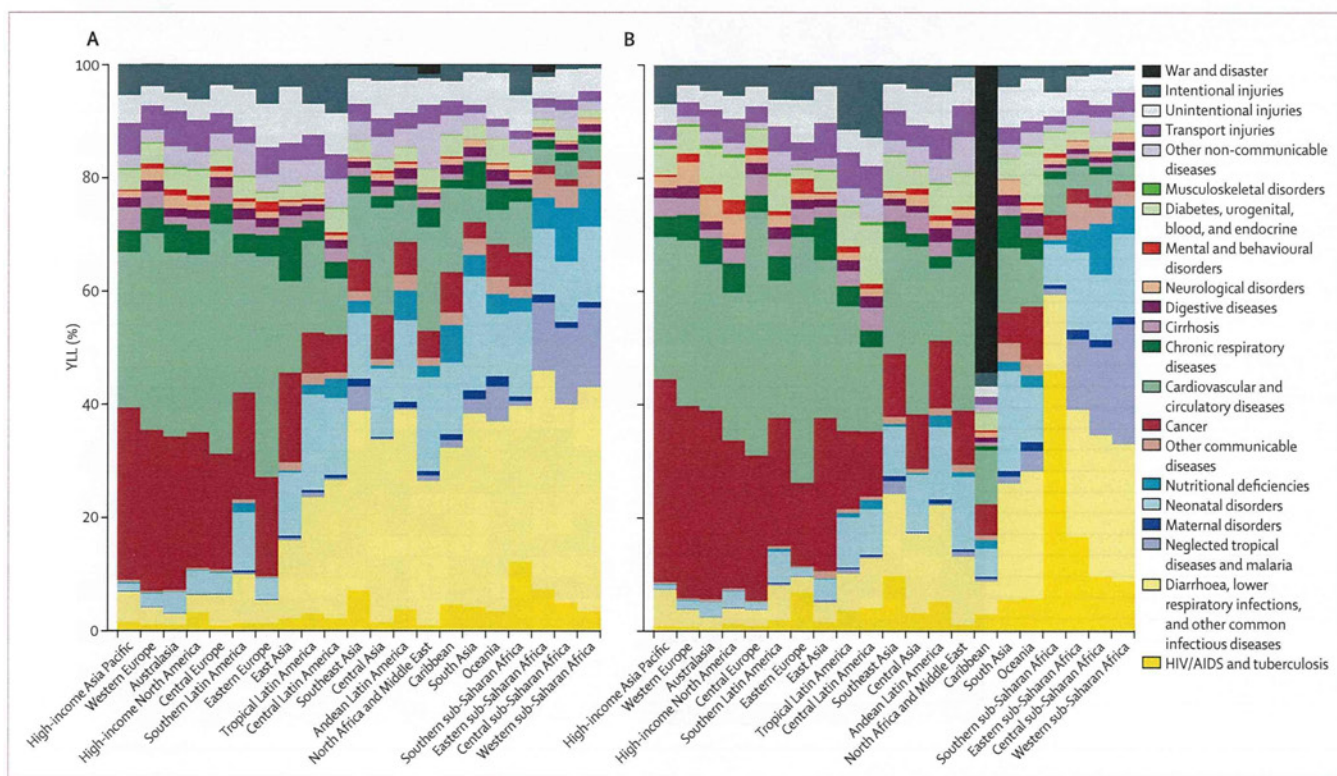 A
B
100
80
60
40
20
0
YLL (%)
High-income Asia Pacific
Western Europe
Australasia
High-income North America
Central Europe
Southern Latin America
Eastern Europe
East Asia
Tropical Latin America
Central Latin America
Southeast Asia
Central Asia
Andean Latin America
North Africa and Middle East
Caribbean
South Asia
Oceania
Southern sub-Saharan Africa
Eastern sub-Saharan Africa
Central sub-Saharan Africa
Western sub-Saharan Africa
High-income Asia Pacific
Western Europe
Australasia
High-income North America
Central Europe
Southern Latin America
Eastern Europe
East Asia
Tropical Latin America
Central Latin America
Southeast Asia
Central Asia
Andean Latin America
North Africa and Middle East
Caribbean
South Asia
Oceania
Southern sub-Saharan Africa
Eastern sub-Saharan Africa
Central sub-Saharan Africa
Western sub-Saharan Africa
War and disaster
Intentional injuries
Unintentional injuries
Transport injuries
Other non-communicable
diseases
Musculoskeletal disorders
Diabetes, urogenital,
blood, and endocrine
Mental and behavioural
disorders
Neurological disorders
Digestive diseases
Cirrhosis
Chronic respiratory
diseases
Cardiovascular and
circulatory diseases
Cancer
Other communicable
diseases
Nutritional deficiencies
Neonatal disorders
Maternal disorders
Neglected tropical
diseases and malaria
Diarrhoea, lower
respiratory infections,
and other common
infectious diseases
HIV/AIDS and tuberculosis